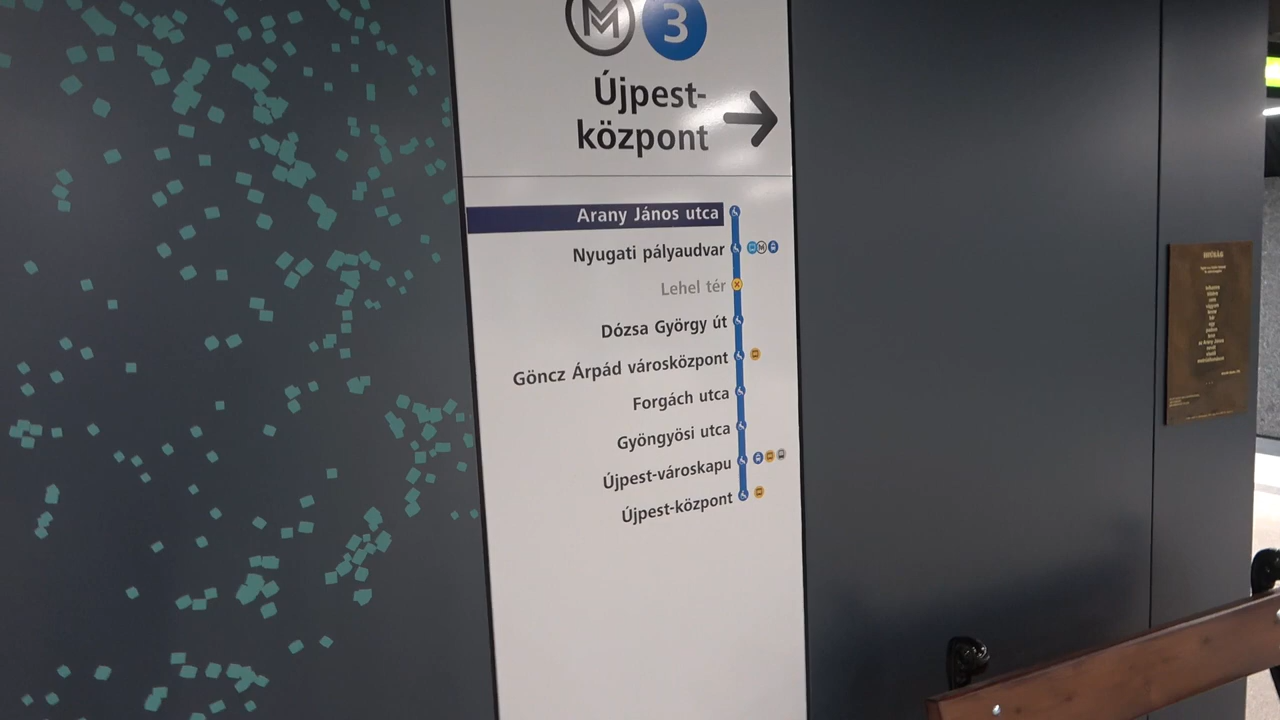 M 3
Újpest-
központ
Arany János utca
Nyugati pályaudvar
Lehel tér
Dózsa György út
Göncz Árpád városközpont
Forgách utca
Gyöngyösi utca
Újpest-városkapu
Újpest-központ